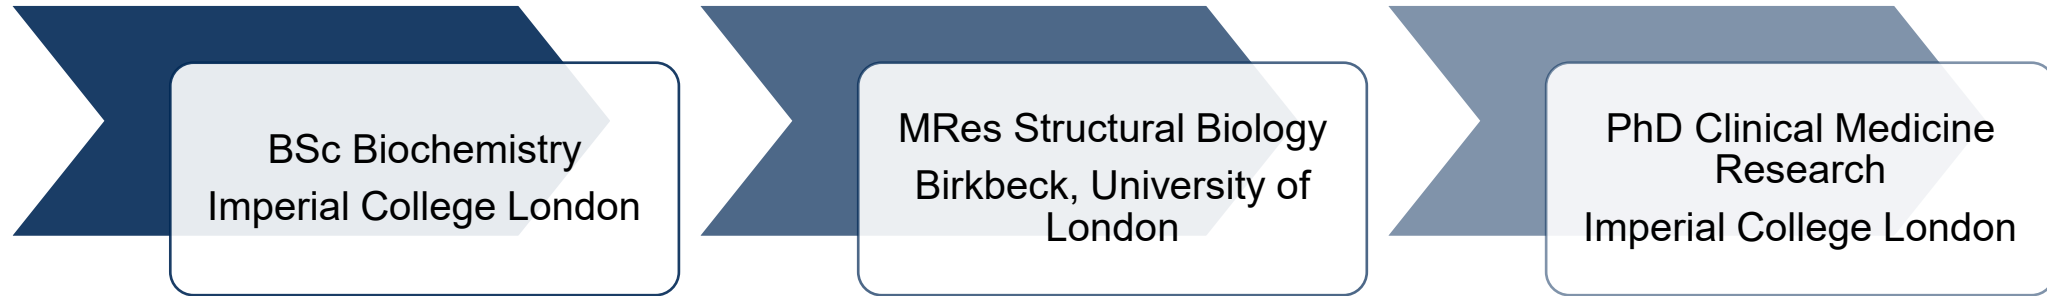 BSc Biochemistry
Imperial College London
MRes Structural Biology
Birkbeck, University of
London
PhD Clinical Medicine
Research
Imperial College London